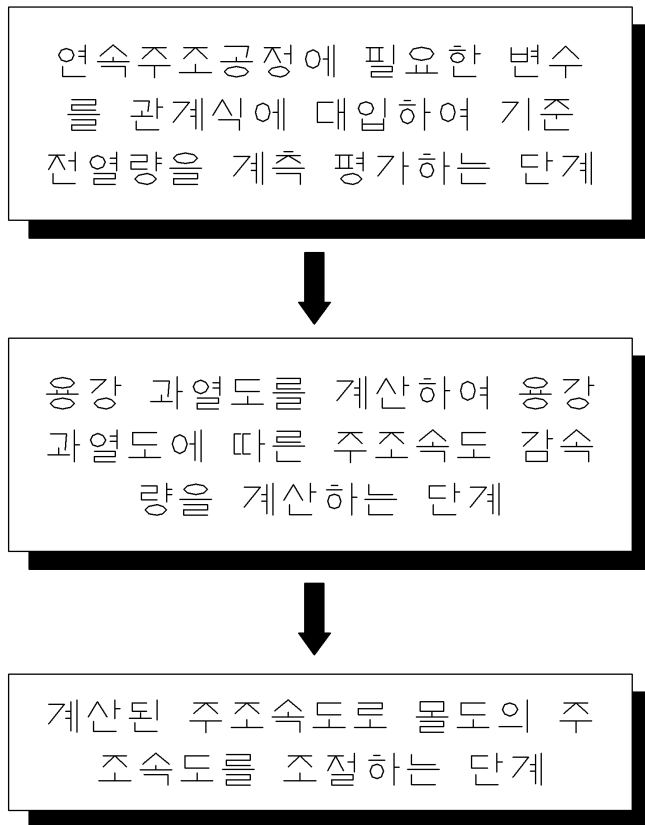 연속주조공정에 필요한 변수
를 관계식에 대입하여 기준
전열량을 계측 평가하는 단계
용강 과열도를 계산하여 용강
과열도에 따른 주조속도 감속
량을 계산하는 단계
계산된 주조속도로 몰도의 주
조속도를 조절하는 단계